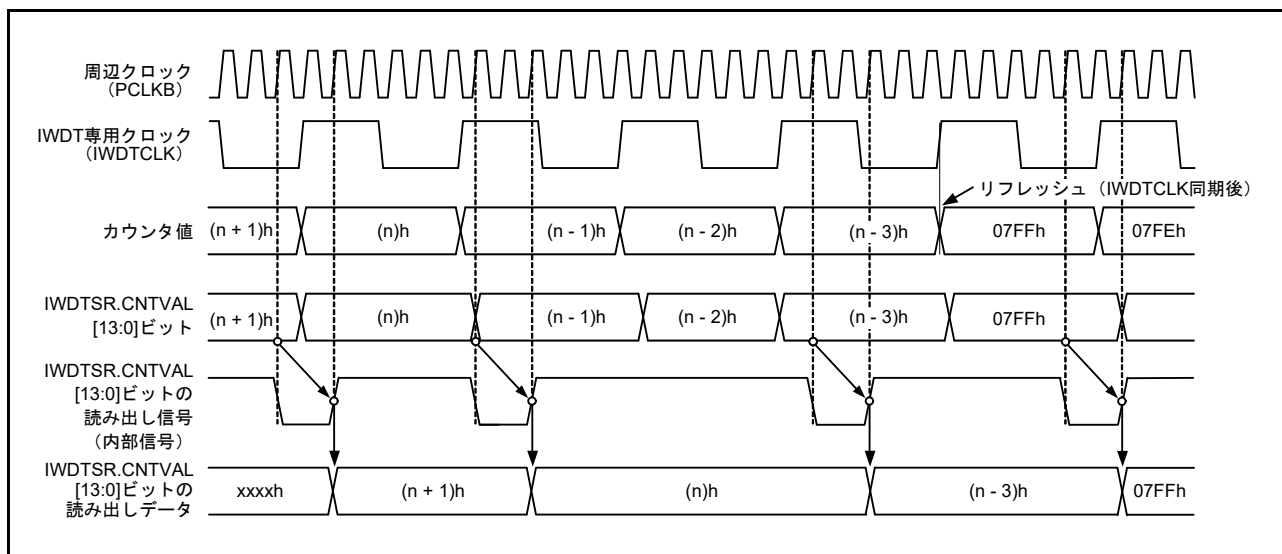 周辺クロック
（PCLKB）
IWDT専用クロック
（IWDTCLK）
リフレッシュ（IWDTCLK同期後）
カウンタ値
(n + 1)h
(n)h
(n - 1)h
(n - 2)h
(n - 3)h
07FFh
07FEh
IWDTSR.CNTVAL
[13:0]ビット
(n + 1)h
(n)h
(n - 1)h
(n - 2)h
(n - 3)h
07FFh
IWDTSR.CNTVAL
[13:0]ビットの
読み出し信号
（内部信号）
IWDTSR.CNTVAL
[13:0]ビットの
読み出しデータ
xxxxh
(n + 1)h
(n)h
(n - 3)h
07FFh